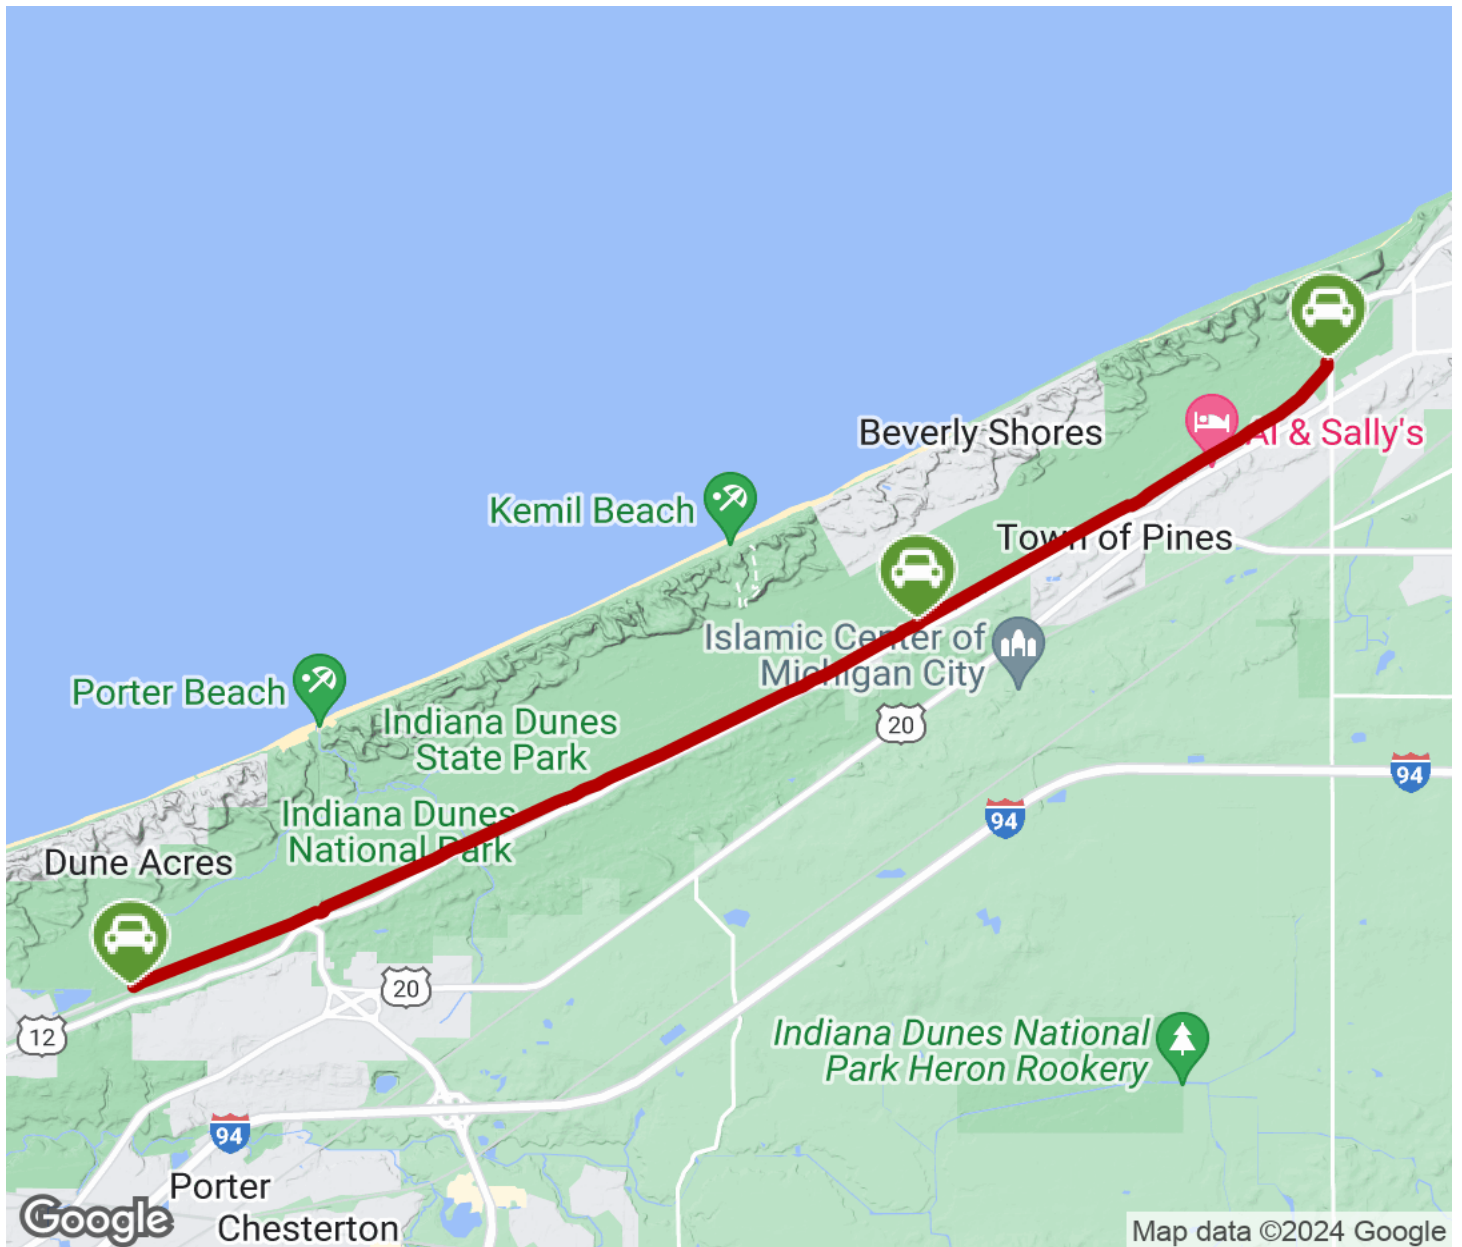 Al & Sally's
Beverly Shores
Kemil Beach
Town of Pines
Islamic Center of
Michigan City
Porter Beach
Indiana Dunes
State Park
20
94
94
Indiana Dunes
National Park
Dune Acres
20
12
Indiana Dunes National
Park Heron Rookery
94
Porter
Chesterton
Google
Map data ©2024 Google